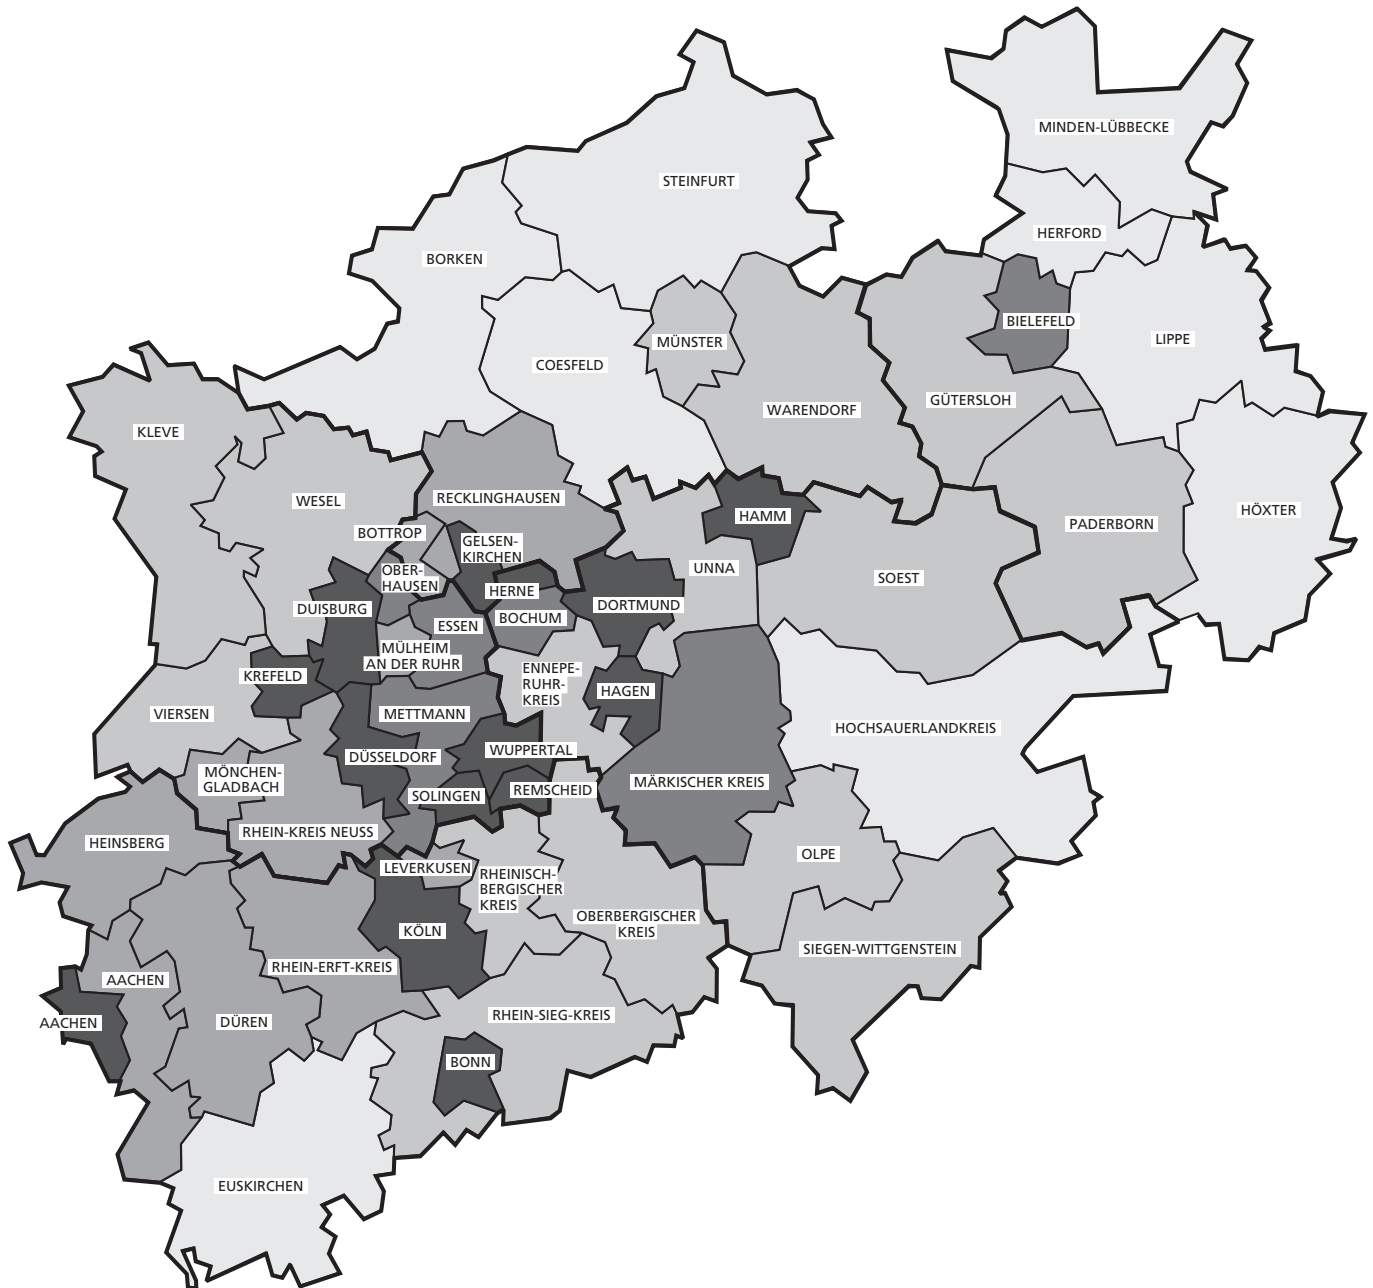 MINDEN-LÜBBECKE
STEINFURT
HERFORD
BORKEN
BIELEFELD
MÜNSTER
LIPPE
COESFELD
GÜTERSLOH
WARENDORF
KLEVE
RECKLINGHAUSEN
WESEL
HÖXTER
HAMM
PADERBORN
BOTTROP
GELSEN-
KIRCHEN
UNNA
SOEST
OBER-
HAUSEN
HERNE
DORTMUND
DUISBURG
BOCHUM
ESSEN
MÜLHEIM
AN DER RUHR
ENNEPE-
RUHR-
KREIS
KREFELD
HAGEN
VIERSEN
METTMANN
HOCHSAUERLANDKREIS
WUPPERTAL
DÜSSELDORF
MÖNCHEN-
GLADBACH
MÄRKISCHER KREIS
REMSCHEID
SOLINGEN
RHEIN-KREIS NEUSS
HEINSBERG
OLPE
LEVERKUSEN
RHEINISCH-
BERGISCHER
KREIS
OBERBERGISCHER
KREIS
KÖLN
SIEGEN-WITTGENSTEIN
RHEIN-ERFT-KREIS
AACHEN
RHEIN-SIEG-KREIS
DÜREN
AACHEN
BONN
EUSKIRCHEN